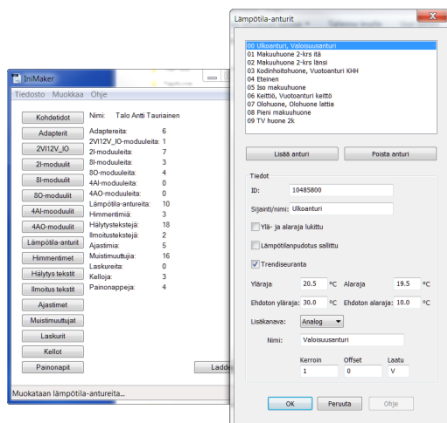 IniMaker
Tiedosto Muokkaa Ohje
Kohdetidot
Adapterit
2VI12V_IO
2I-moduulit
8I-moduulit
8O-moduulit
4AI-mooduulit
4AO-moduulit
Lämpötila-anturit
Himmentimet
Hälytys tekstit
Ilmoitus tekstit
Ajastimet
Muistimuuttujat
Laskurit
Kellot
Painonapit
Nimi: Talo Antti Tauriainen
Adaptereita: 6
2VI12V_IO-moduuleita: 1
2I-moduuleita: 7
8I-moduuleita: 3
8O-moduuleita: 4
4AI-moduuleita: 0
4AO-moduuleita: 0
Lämpötila-antureita: 10
Himmentimiä: 3
Hälytystekstejä: 18
Ilmoitustekstejä: 2
Ajastimia: 5
Muistimuuttujia: 16
Laskureita: 0
Kelloja: 3
Painonappeja: 4
Muokataan lämpötila-antureita...
Lämpötila-anturit
00 Ulkoanturi, Valoisuusanturi
01 Makuuhuone 2-krs itä
02 Makuuhuone 2-krs länsi
03 Kodinhoitohuone, Vuotoanturi KHH
04 Eteinen
05 Iso makuuhuone
06 Keittiö, Vuotoanturi keittiö
07 Olohuone, Olohuone lattia
08 Pieni makuuhuone
09 TV huone 2k
Lisää anturi Poista anturi
Tiedot
ID: 10485800
Sijainti/nimi: Ulkoanturi
Ylä- ja alaraja lukittu
Lämpötilanpudotus sallittu
Trendiseuranta
Yläraja 20.5 °C Alaraja 19.5 °C
Ehdoton yläraja: 30.0 °C Ehdoton alaraja: 10.0 °C
Lisäkanava: Analog
Nimi: Valoisuusanturi
Kerroin Offset Laatu
1 0 V
OK Peruuta Ohje